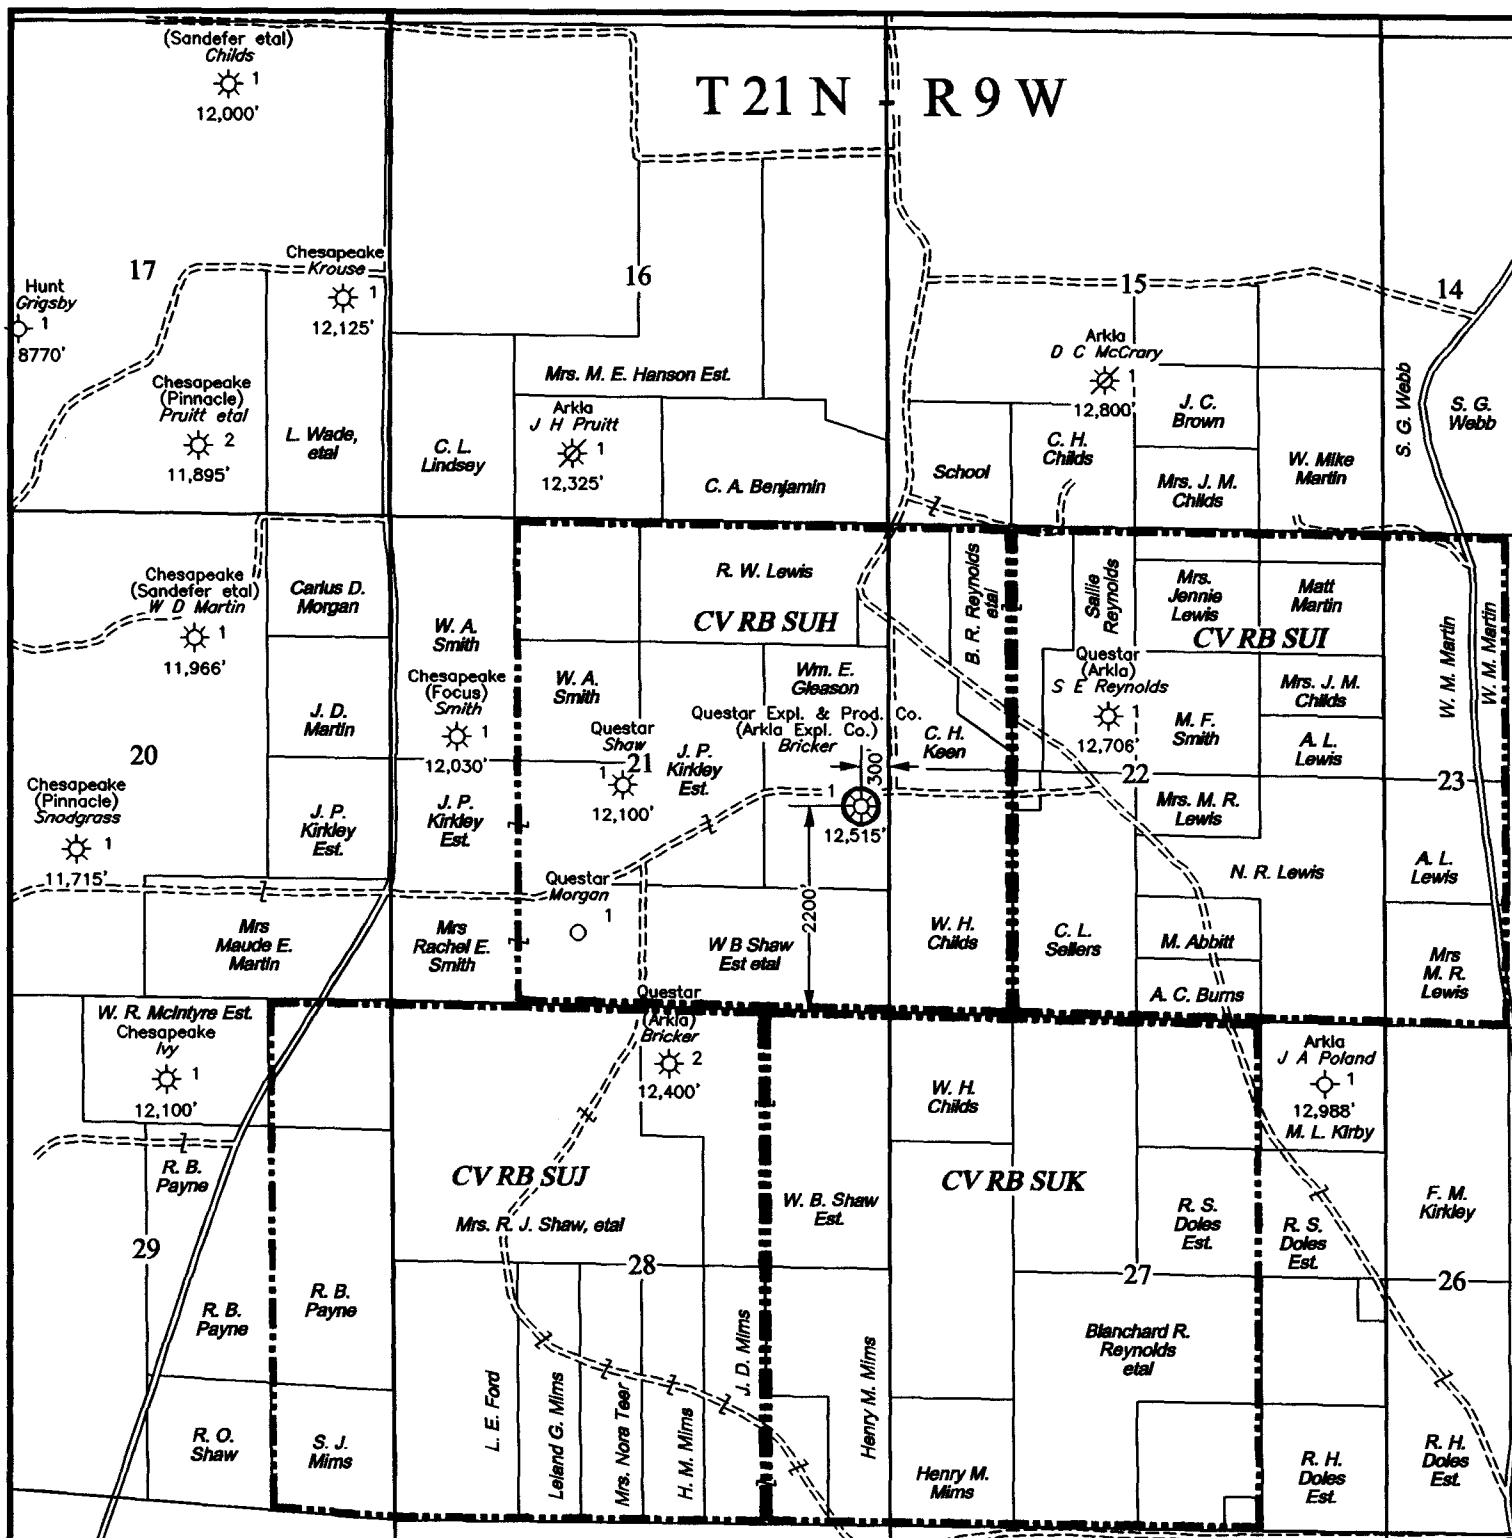 T 21 N - R 9 W
(Sandefer etal)
Childs
1
12,000'
17
Chesapeake
Krouse
1
12,125'
Hunt
Grigsby
1
8770'
Chesapeake
(Pinnacle)
Pruitt etal
2
11,895'
L. Wade,
etal
16
Mrs. M. E. Hanson Est.
C. L.
Lindsey
Arkla
J H Pruitt
1
12,325'
C. A. Benjamin
15
Arkla
D C McCrary
1
12,800'
J. C.
Brown
School
C. H.
Childs
Mrs. J. M.
Childs
W. Mike
Martin
14
S. G. Webb
S. G.
Webb
Chesapeake
(Sandefer etal)
W D Martin
1
11,966'
Carlus D.
Morgan
J. D.
Martin
20
Chesapeake
(Pinnacle)
Snodgrass
1
11,715'
J. P.
Kirkley
Est.
Mrs
Maude E.
Martin
W. A.
Smith
Chesapeake
(Focus)
Smith
1
12,030'
J. P.
Kirkley
Est.
Mrs
Rachel E.
Smith
R. W. Lewis
CV RB SUH
W. A.
Smith
Wm. E.
Gleason
Questar
Shaw
1
21
12,100'
J. P.
Kirkley
Est.
Questar Expl. & Prod. Co.
(Arkla Expl. Co.)
Bricker
300'
1
12,515'
2200'
Questar
Morgan
1
W B Shaw
Est etal
B. R. Reynolds
etal
C. H.
Keen
W. H.
Childs
Sallie
Reynolds
Mrs.
Jennie
Lewis
Matt
Martin
CV RB SUI
Questar
(Arkla)
S E Reynolds
1
12,706'
M. F.
Smith
Mrs. J. M.
Childs
A. L.
Lewis
22
Mrs. M. R.
Lewis
N. R. Lewis
C. L.
Sellers
M. Abbitt
A. C. Burns
W. M. Martin
W. M. Martin
23
A. L.
Lewis
Mrs
M. R.
Lewis
W. R. McIntyre Est.
Chesapeake
Ivy
1
12,100'
R. B.
Payne
29
R. B.
Payne
R. B.
Payne
R. O.
Shaw
S. J.
Mims
Questar
(Arkla)
Bricker
2
12,400'
CV RB SUJ
Mrs. R. J. Shaw, etal
28
L. E. Ford
Leland G. Mims
Mrs. Nora Teer
H. M. Mims
J. D. Mims
W. B. Shaw
Est.
Henry M. Mims
W. H.
Childs
CV RB SUK
R. S.
Doles
Est.
27
Blanchard R.
Reynolds
etal
Henry M.
Mims
Arkla
J A Poland
1
12,988'
M. L. Kirby
R. S.
Doles
Est.
F. M.
Kirkley
26
R. H.
Doles
Est.
R. H.
Doles
Est.